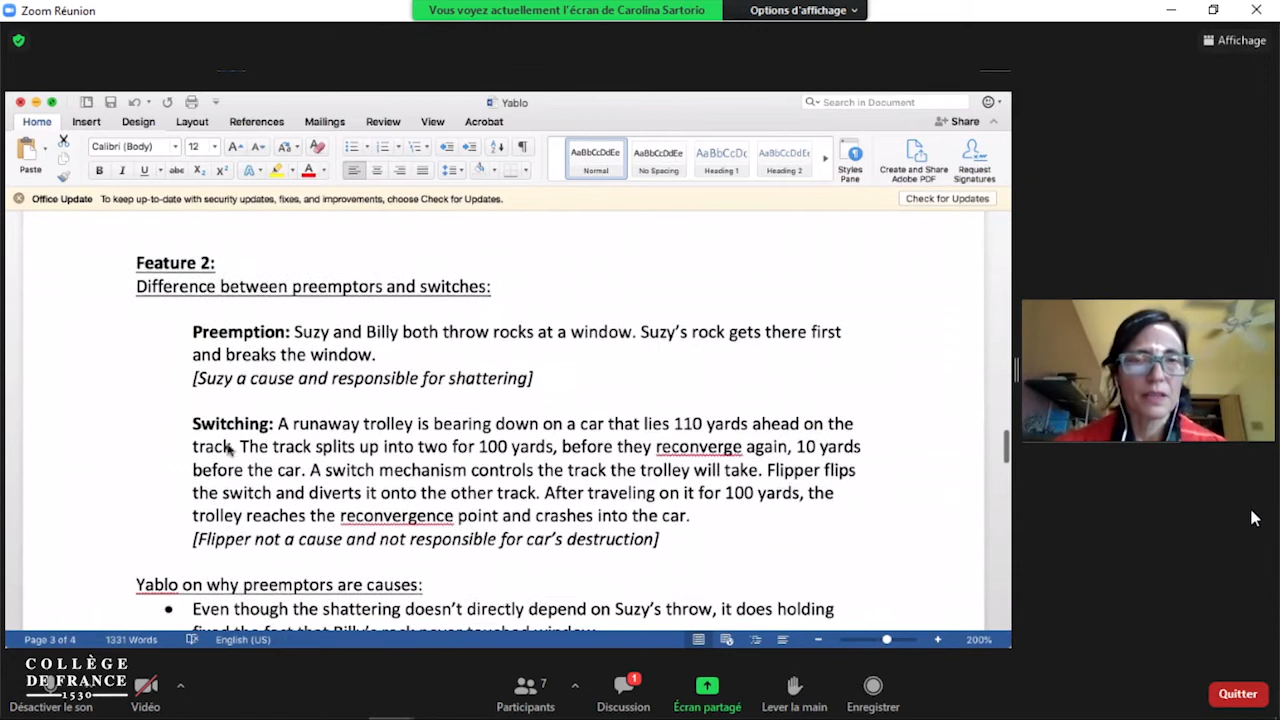 Zoom Réunion
Vous voyez actuellement l'écran de Carolina Sartorio
Options d'affichage
Affichage
Yablo
Search in Document
Home Insert Design Layout References Mailings Review View Acrobat
Share
Paste
Calibri (Body) 12
AaBbCcDdEe AaBbCcDdEe AaBbCcDc AaBbCcDdEe
Normal No Spacing Heading 1 Heading 2
Styles Pane
Create and Share Adobe PDF
Request Signatures
Office Update To keep up-to-date with security updates, fixes, and improvements, choose Check for Updates.
Check for Updates
Feature 2:
Difference between preemptors and switches:
Preemption: Suzy and Billy both throw rocks at a window. Suzy's rock gets there first
and breaks the window.
[Suzy a cause and responsible for shattering]
Switching: A runaway trolley is bearing down on a car that lies 110 yards ahead on the
track. The track splits up into two for 100 yards, before they reconverge again, 10 yards
before the car. A switch mechanism controls the track the trolley will take. Flipper flips
the switch and diverts it onto the other track. After traveling on it for 100 yards, the
trolley reaches the reconvergence point and crashes into the car.
[Flipper not a cause and not responsible for car's destruction]
Yablo on why preemptors are causes:
• Even though the shattering doesn't directly depend on Suzy's throw, it does holding
fixed the fact that Billy's rock never touched window
Page 3 of 4 1331 Words English (US) 200%
COLLÈGE
DE FRANCE
1530
Désactiver le son
Vidéo
7
Participants
1
Discussion
Écran partagé
Lever la main
Enregistrer
Quitter